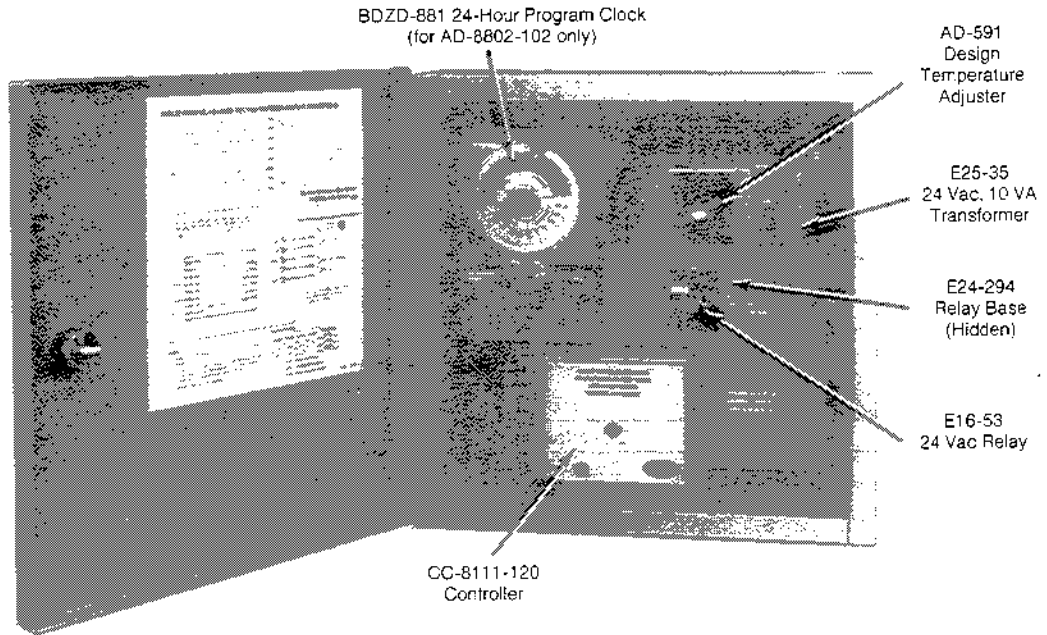 BDZD-881 24-Hour Program Clock
(for AD-8802-102 only)
AD-591
Design
Temperature
Adjuster
E25-35
24 Vac, 10 VA
Transformer
E24-294
Relay Base
(Hidden)
E16-53
24 Vac Relay
CC-8111-120
Controller